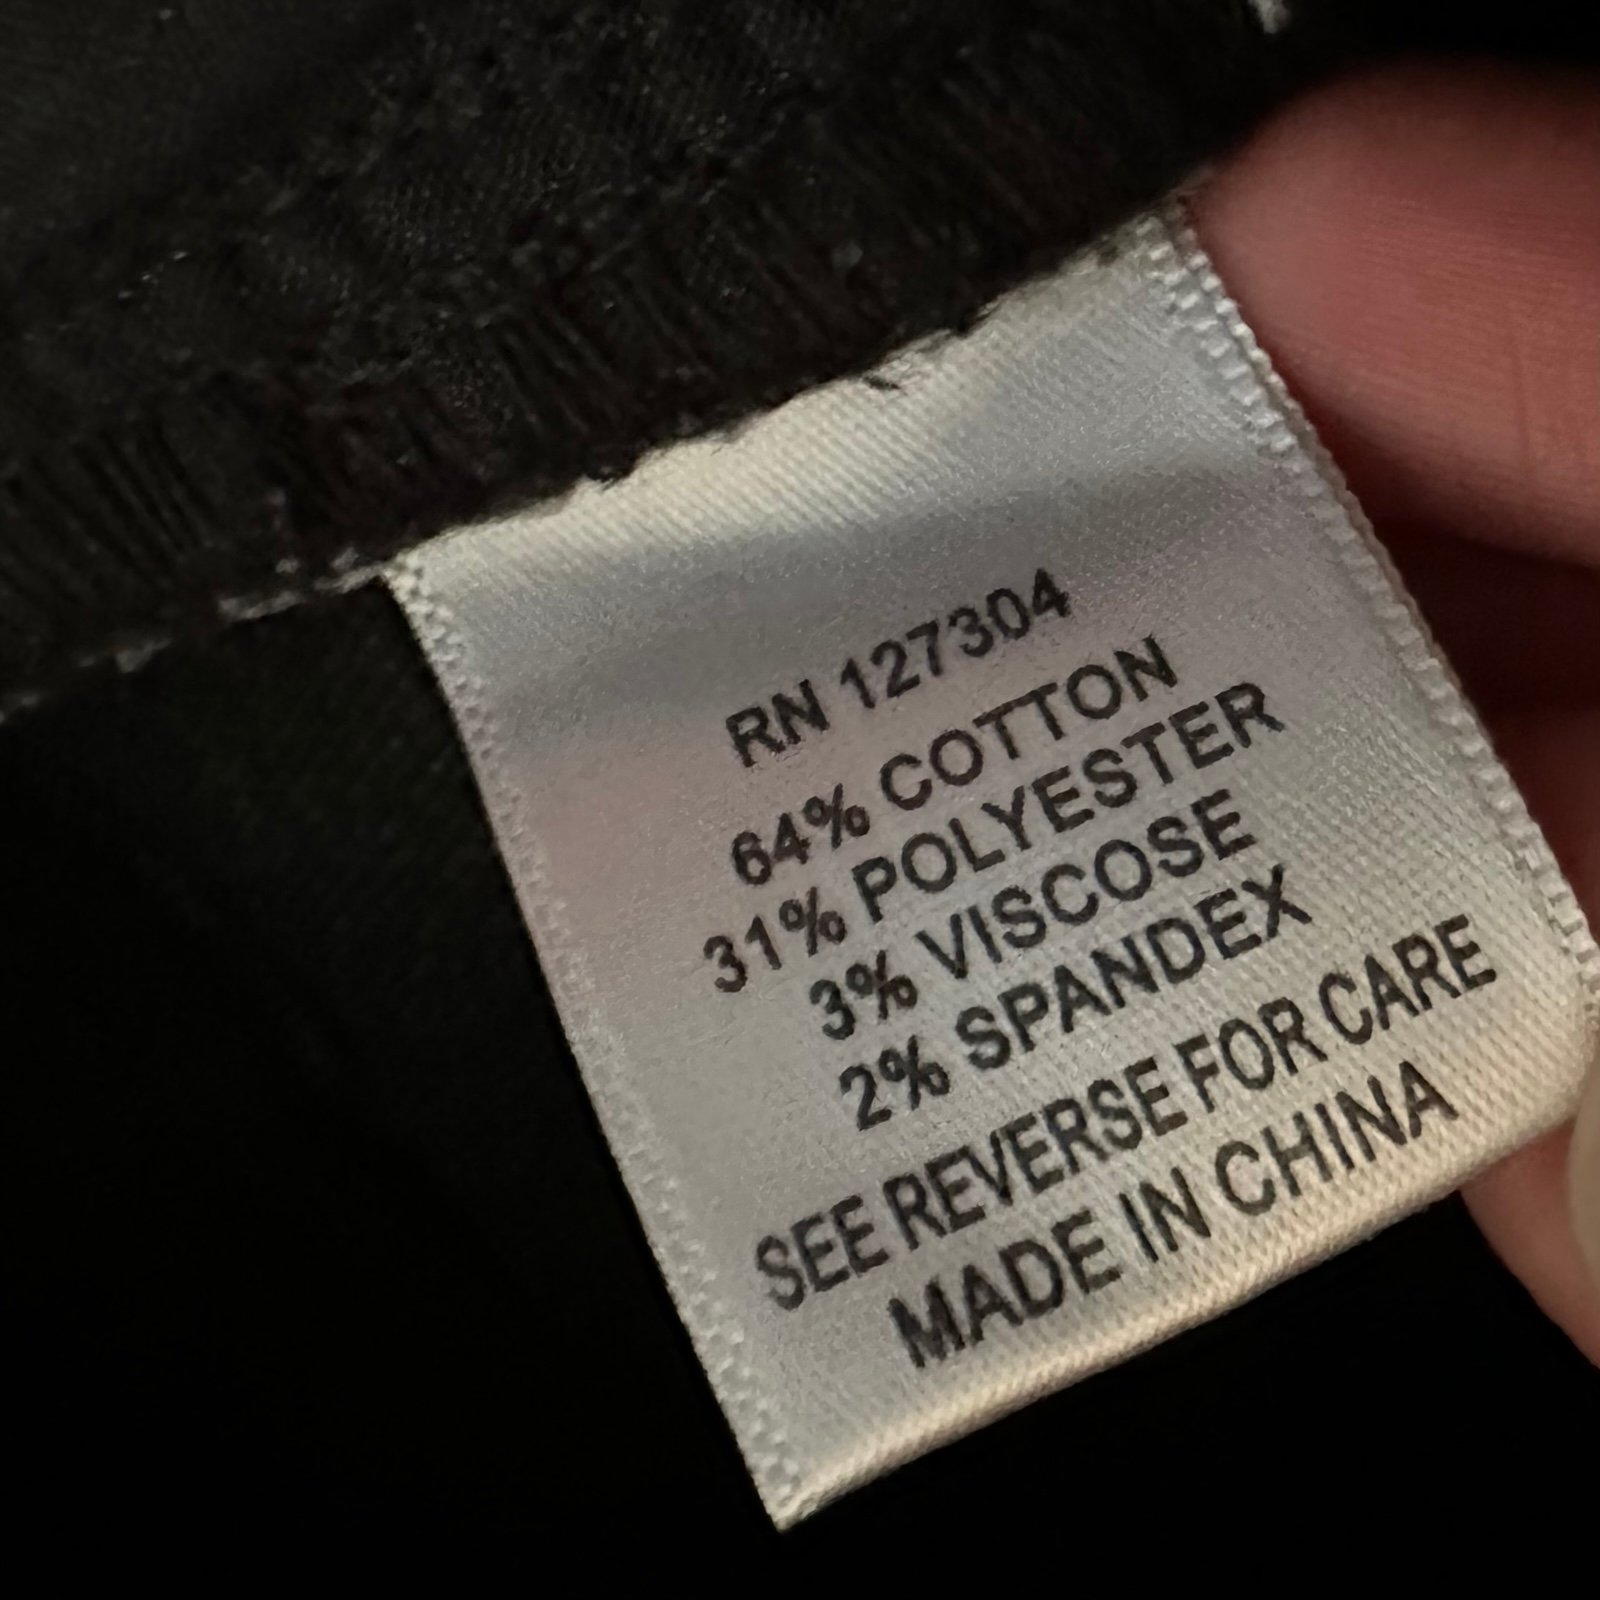 RN 127304
64% COTTON
31% POLYESTER
3% VISCOSE
2% SPANDEX
SEE REVERSE FOR CARE
MADE IN CHINA